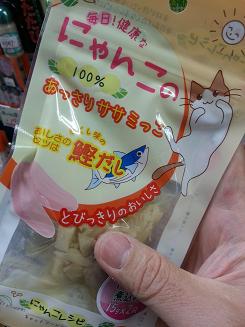 毎日!健康な
にゃんこの
100%
あっさりササミっこ
おいしさの
ヒミツは
鰹だし
とびっきりのおいしさ
にゃんこレシピ